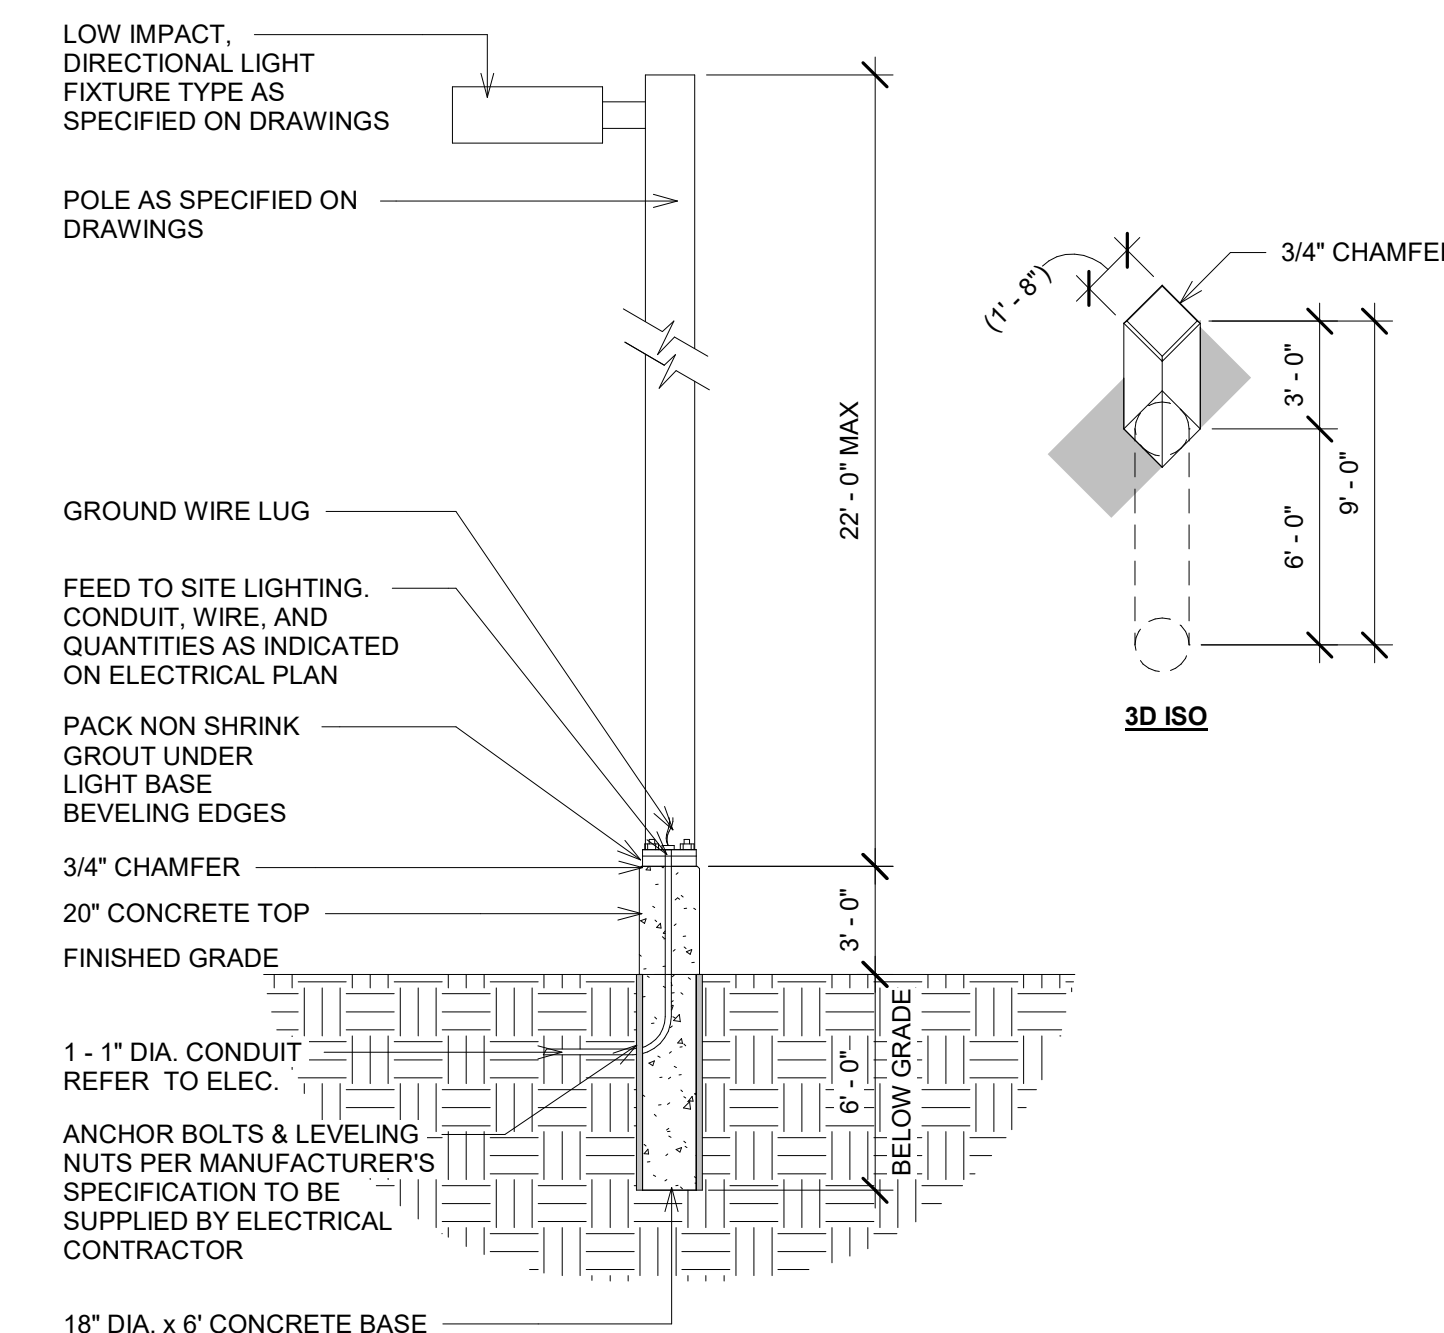 LOW IMPACT,
DIRECTIONAL LIGHT
FIXTURE TYPE AS
SPECIFIED ON DRAWINGS
POLE AS SPECIFIED ON
DRAWINGS
GROUND WIRE LUG
FEED TO SITE LIGHTING.
CONDUIT, WIRE, AND
QUANTITIES AS INDICATED
ON ELECTRICAL PLAN
PACK NON SHRINK
GROUT UNDER
LIGHT BASE
BEVELING EDGES
3/4" CHAMFER
20" CONCRETE TOP
FINISHED GRADE
1 - 1" DIA. CONDUIT
REFER TO ELEC.
ANCHOR BOLTS & LEVELING
NUTS PER MANUFACTURER'S
SPECIFICATION TO BE
SUPPLIED BY ELECTRICAL
CONTRACTOR
18" DIA. x 6' CONCRETE BASE
22' - 0" MAX
3' - 0"
6' - 0"
BELOW GRADE
(1' - 8")
3/4" CHAMFE
3' - 0"
6' - 0"
9' - 0"
3D ISO